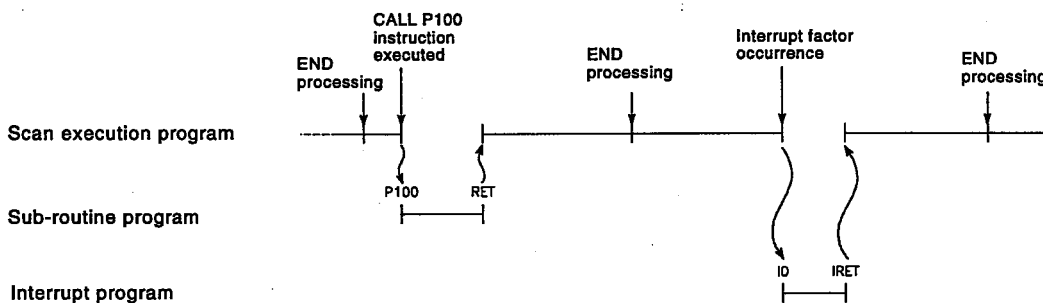 CALL P100
instruction
executed
Interrupt factor
occurrence
END
processing
END
processing
END
processing
Scan execution program
P100
RET
Sub-routine program
I0
IRET
Interrupt program